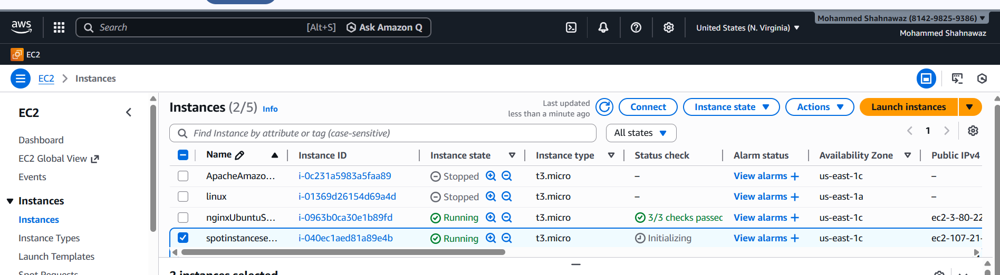 aws
Search [Alt+S] Ask Amazon Q
United States (N. Virginia)
Mohammed Shahnawaz (8142-9825-9386)
Mohammed Shahnawaz
EC2
EC2 Instances
EC2
Dashboard
EC2 Global View
Events
Instances
Instances
Instance Types
Launch Templates
Spot Requests
Instances (2/5) Info
Last updated
less than a minute ago
Connect Instance state Actions Launch instances
Find Instance by attribute or tag (case-sensitive) All states 1
Name Instance ID Instance state Instance type Status check Alarm status Availability Zone Public IPv4
ApacheAmazo... i-0c231a5983a5faa89 Stopped t3.micro – View alarms + us-east-1c –
linux i-01369d26154d69a4d Stopped t3.micro – View alarms + us-east-1a –
nginxUbuntuS... i-0963b0ca30e1b89fd Running t3.micro 3/3 checks passec View alarms + us-east-1c ec2-3-80-22
spotinstancese... i-040ec1aed81a89e4b Running t3.micro Initializing View alarms + us-east-1c ec2-107-21-
2 instances selected